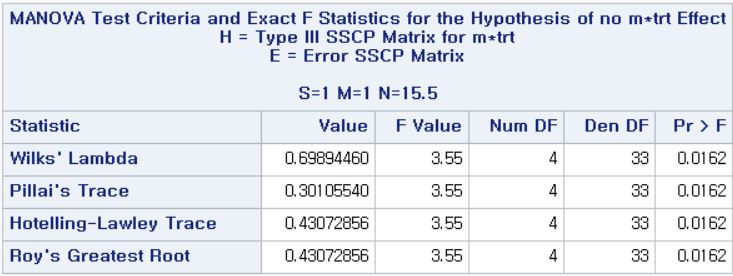 MANOVA Test Criteria and Exact F Statistics for the Hypothesis of no m*trt Effect
H = Type III SSCP Matrix for m*trt
E = Error SSCP Matrix
S=1 M=1 N=15.5
Statistic Value F Value Num DF Den DF Pr > F
Wilks' Lambda 0.69894460 3.55 4 33 0.0162
Pillai's Trace 0.30105540 3.55 4 33 0.0162
Hotelling-Lawley Trace 0.43072856 3.55 4 33 0.0162
Roy's Greatest Root 0.43072856 3.55 4 33 0.0162